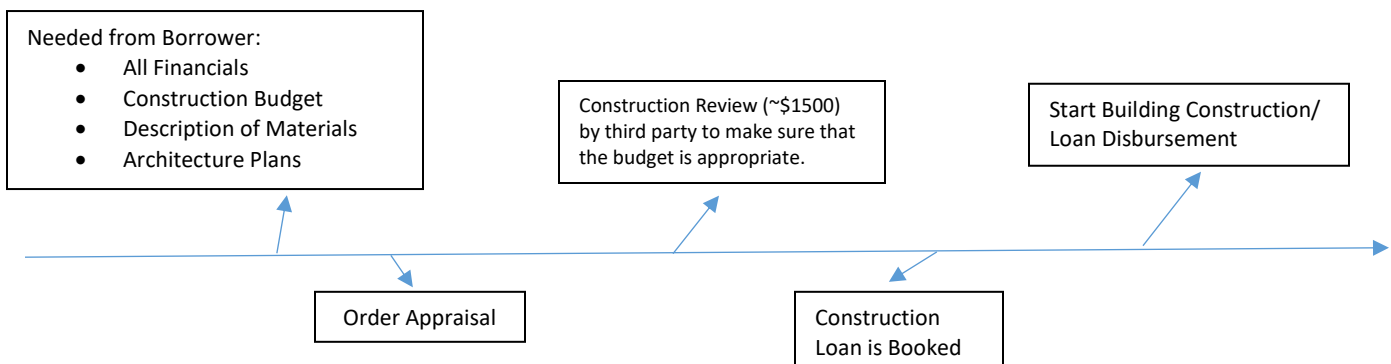 Needed from Borrower:
• All Financials
• Construction Budget
• Description of Materials
• Architecture Plans
Construction Review (~$1500)
by third party to make sure that
the budget is appropriate.
Start Building Construction/
Loan Disbursement
Order Appraisal
Construction
Loan is Booked